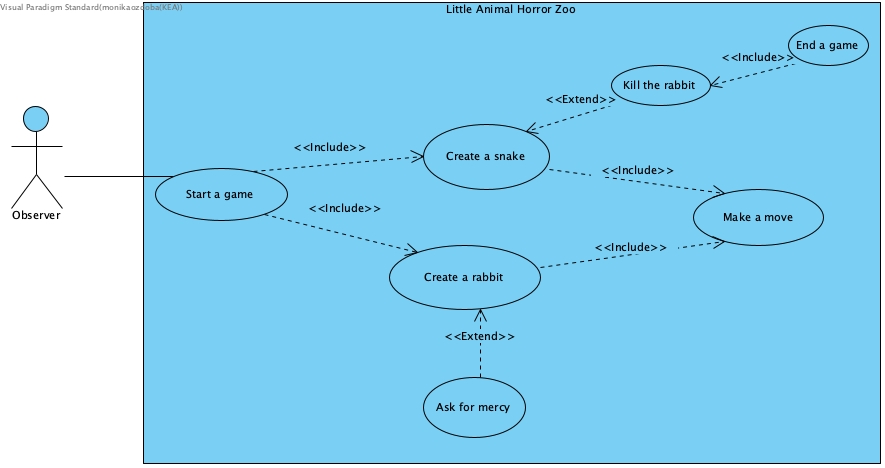 Visual Paradigm Standard(monikaozdoba(KEA))
Little Animal Horror Zoo
End a game
<<Include>>
Kill the rabbit
<<Extend>>
<<Include>>
Create a snake
<<Include>>
Start a game
<<Include>>
Make a move
Observer
<<Include>>
Create a rabbit
<<Extend>>
Ask for mercy